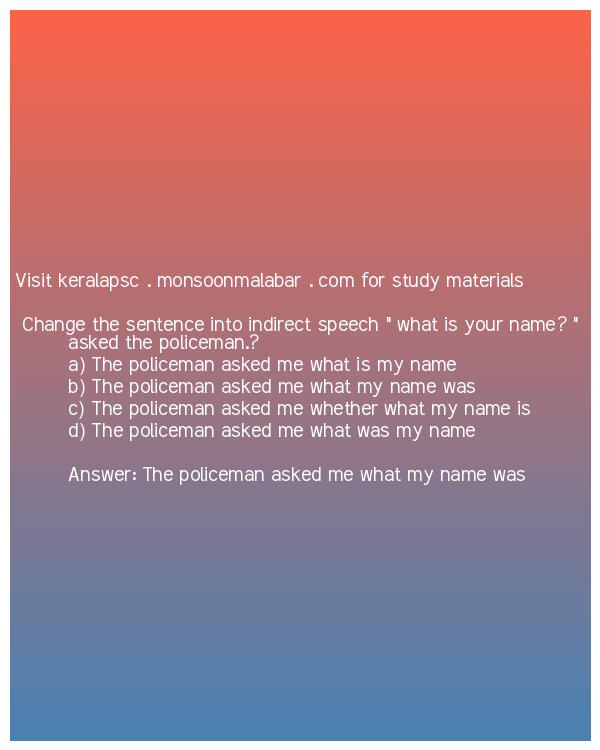 Visit keralapsc . monsoonmalabar . com for study materials
Change the sentence into indirect speech " what is your name? "
asked the policeman.?
a) The policeman asked me what is my name
b) The policeman asked me what my name was
c) The policeman asked me whether what my name is
d) The policeman asked me what was my name
Answer: The policeman asked me what my name was